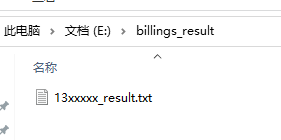 此电脑 > 文档 (E:) > billings_result
名称
13xxxxx_result.txt